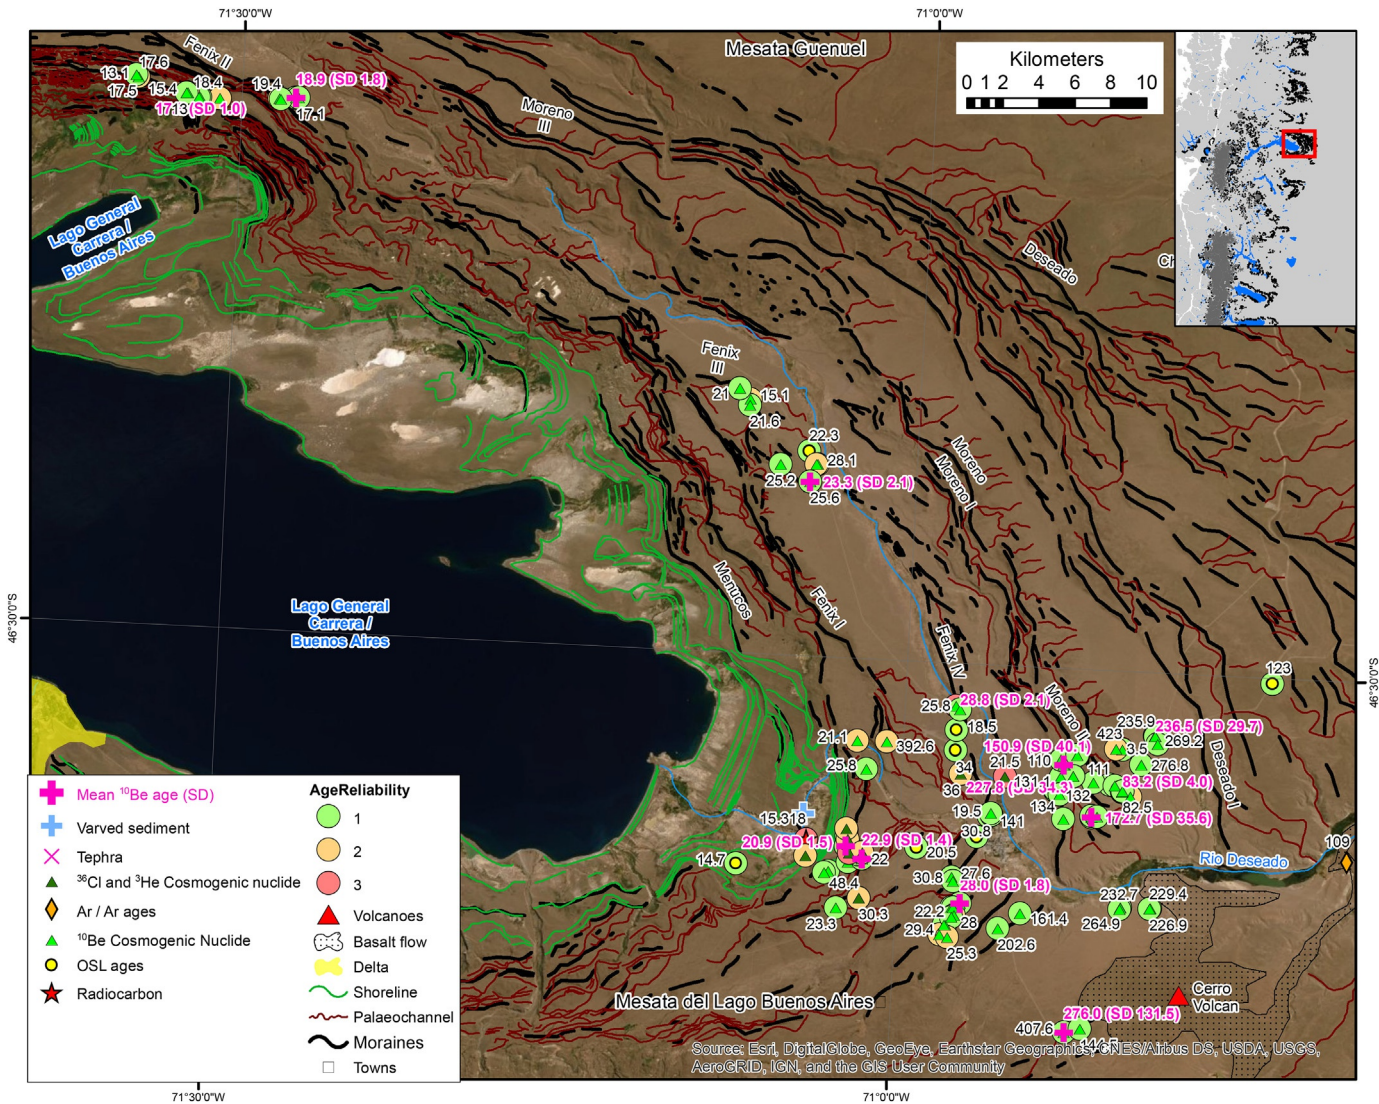 71°30'0"W
71°0'0"W
Fenix II
Mesata Guenuel
Kilometers
0 1 2 4 6 8 10
17.6
13.1
17.5
15.4
18.4
19.4
18.9 (SD 1.8)
17.1
Moreno
III
Lago General
Carrera /
Buenos Aires
Deseado
Fenix
III
21
15.1
21.6
22.3
28.1
25.2
23.3 (SD 2.1)
25.6
Moreno
Moreno I
Menucos
Fenix I
Fenix IV
Lago General
Carrera /
Buenos Aires
46°30'0"S
46°30'0"S
123
Moreno II
Deseado I
25.8
28.8 (SD 2.1)
18.5
21.1
392.6
25.8
150.9 (SD 40.1)
110
21.5
34
36
227.8 (SD 34.3)
131.1
132
134
111
235.9
236.5 (SD 29.7)
423
3.5
269.2
276.8
83.2 (SD 4.0)
82.5
172.7 (SD 35.6)
19.5
141
30.8
15.318
20.9 (SD 1.5)
22.9 (SD 1.4)
22
20.5
14.7
48.4
30.3
23.3
30.8
27.6
28.0 (SD 1.8)
22.2
28
29.4
25.3
161.4
202.6
109
Rio Deseado
232.7
229.4
264.9
226.9
Mesata del Lago Buenos Aires
Cerro
Volcan
276.0 (SD 131.5)
407.6
Mean ¹⁰Be age (SD)
Varved sediment
Tephra
³⁶Cl and ³He Cosmogenic nuclide
Ar / Ar ages
¹⁰Be Cosmogenic Nuclide
OSL ages
Radiocarbon
AgeReliability
1
2
3
Volcanoes
Basalt flow
Delta
Shoreline
Palaeochannel
Moraines
Towns
Source: Esri, DigitalGlobe, GeoEye, Earthstar Geographics, CNES/Airbus DS, USDA, USGS,
AeroGRID, IGN, and the GIS User Community
71°30'0"W
71°0'0"W